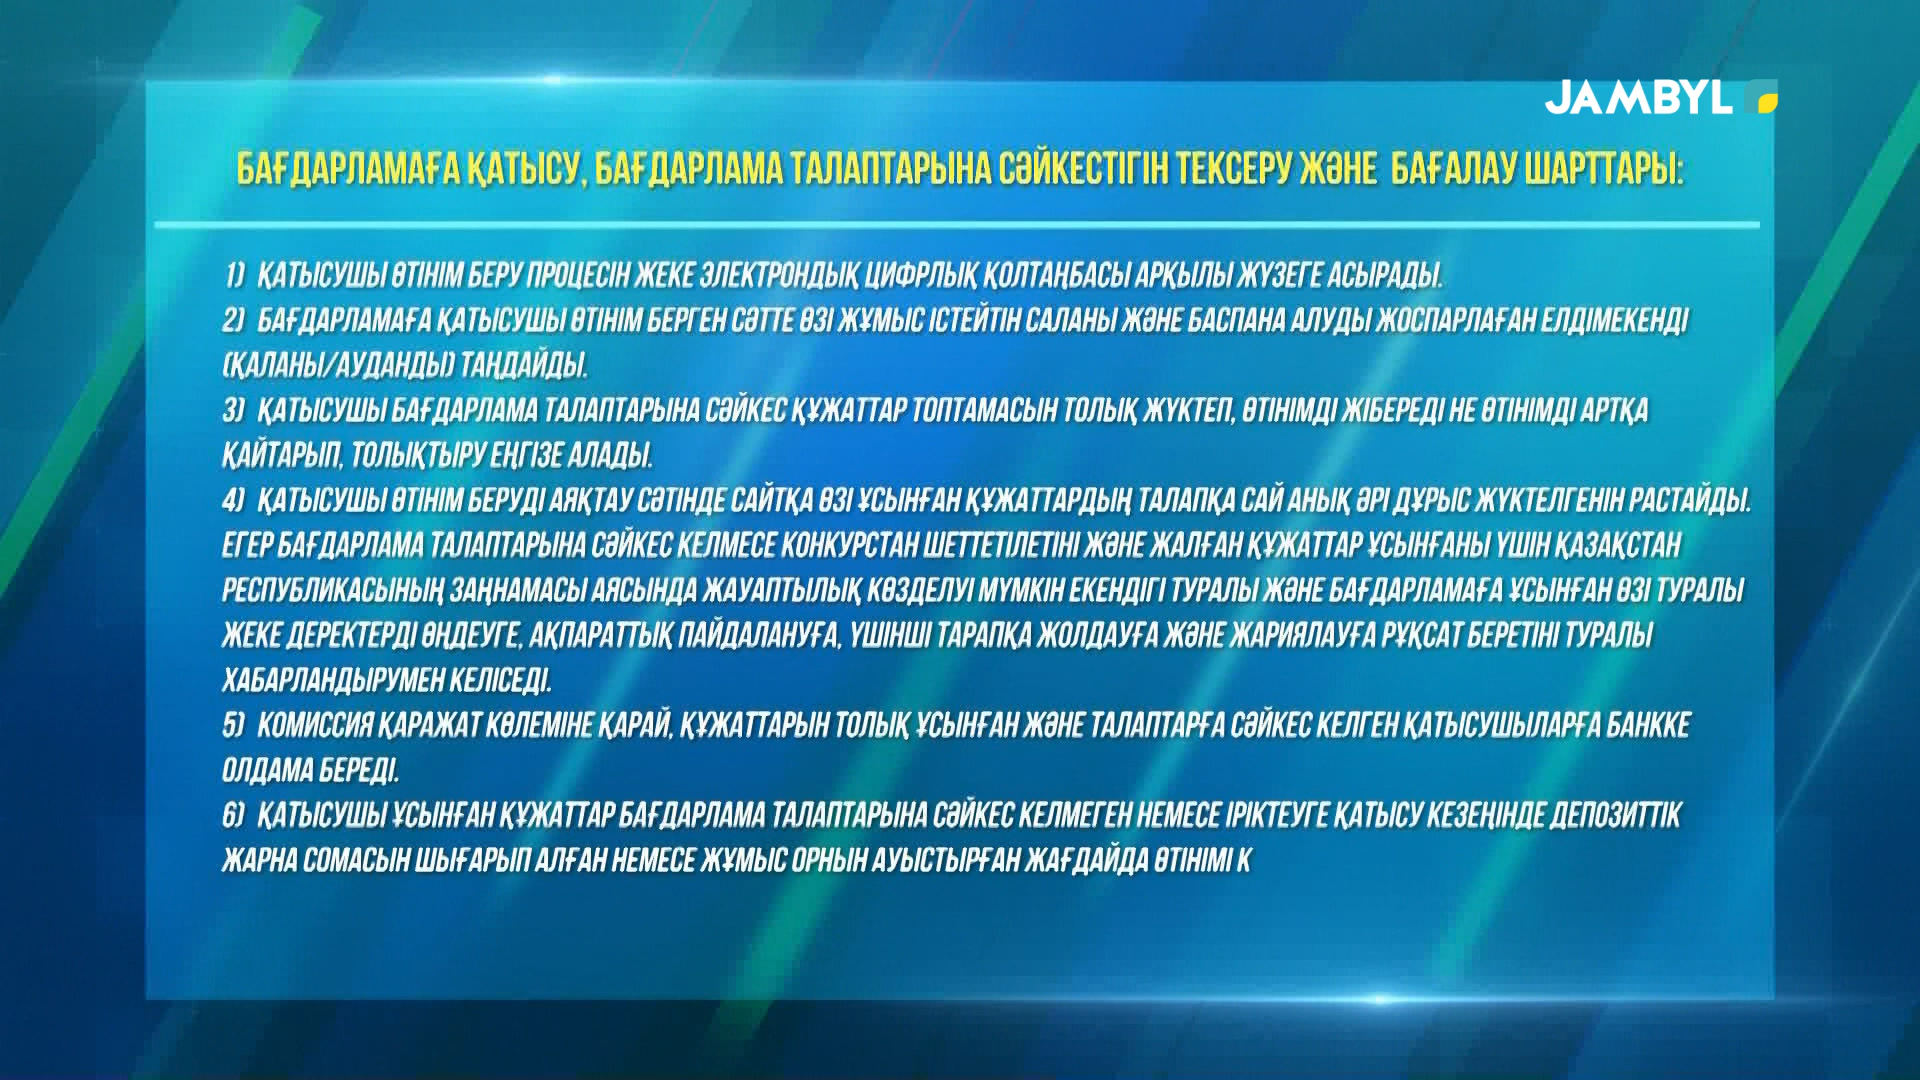 JAMBYL
БАҒДАРЛАМАҒА ҚАТЫСУ, БАҒДАРЛАМА ТАЛАПТАРЫНА СӘЙКЕСТІГІН ТЕКСЕРУ ЖӘНЕ БАҒАЛАУ ШАРТТАРЫ:
1) ҚАТЫСУШЫ ӨТІНІМ БЕРУ ПРОЦЕСІН ЖЕКЕ ЭЛЕКТРОНДЫҚ ЦИФРЛЫҚ ҚОЛТАҢБАСЫ АРҚЫЛЫ ЖҮЗЕГЕ АСЫРАДЫ.
2) БАҒДАРЛАМАҒА ҚАТЫСУШЫ ӨТІНІМ БЕРГЕН СӘТТЕ ӨЗІ ЖҰМЫС ІСТЕЙТІН САЛАНЫ ЖӘНЕ БАСПАНА АЛУДЫ ЖОСПАРЛАҒАН ЕЛДІМЕКЕНДІ
(ҚАЛАНЫ/АУДАНДЫ) ТАҢДАЙДЫ.
3) ҚАТЫСУШЫ БАҒДАРЛАМА ТАЛАПТАРЫНА СӘЙКЕС ҚҰЖАТТАР ТОПТАМАСЫН ТОЛЫҚ ЖҮКТЕП, ӨТІНІМДІ ЖІБЕРЕДІ НЕ ӨТІНІМДІ АРТҚА
ҚАЙТАРЫП, ТОЛЫҚТЫРУ ЕҢГІЗЕ АЛАДЫ.
4) ҚАТЫСУШЫ ӨТІНІМ БЕРУДІ АЯҚТАУ СӘТІНДЕ САЙТҚА ӨЗІ ҰСЫНҒАН ҚҰЖАТТАРДЫҢ ТАЛАПҚА САЙ АНЫҚ ӘРІ ДҰРЫС ЖҮКТЕЛГЕНІН РАСТАЙДЫ.
ЕГЕР БАҒДАРЛАМА ТАЛАПТАРЫНА СӘЙКЕС КЕЛМЕСЕ КОНКУРСТАН ШЕТТЕТІЛЕТІНІ ЖӘНЕ ЖАЛҒАН ҚҰЖАТТАР ҰСЫНҒАНЫ ҮШІН ҚАЗАҚСТАН
РЕСПУБЛИКАСЫНЫҢ ЗАҢНАМАСЫ АЯСЫНДА ЖАУАПТЫЛЫҚ КӨЗДЕЛУІ МҮМКІН ЕКЕНДІГІ ТУРАЛЫ ЖӘНЕ БАҒДАРЛАМАҒА ҰСЫНҒАН ӨЗІ ТУРАЛЫ
ЖЕКЕ ДЕРЕКТЕРДІ ӨҢДЕУГЕ, АҚПАРАТТЫҚ ПАЙДАЛАНУҒА, ҮШІНШІ ТАРАПҚА ЖОЛДАУҒА ЖӘНЕ ЖАРИЯЛАУҒА РҰҚСАТ БЕРЕТІНІ ТУРАЛЫ
ХАБАРЛАНДЫРУМЕН КЕЛІСЕДІ.
5) КОМИССИЯ ҚАРАЖАТ КӨЛЕМІНЕ ҚАРАЙ, ҚҰЖАТТАРЫН ТОЛЫҚ ҰСЫНҒАН ЖӘНЕ ТАЛАПТАРҒА СӘЙКЕС КЕЛГЕН ҚАТЫСУШЫЛАРҒА БАНККЕ
ОЛДАМА БЕРЕДІ.
6) ҚАТЫСУШЫ ҰСЫНҒАН ҚҰЖАТТАР БАҒДАРЛАМА ТАЛАПТАРЫНА СӘЙКЕС КЕЛМЕГЕН НЕМЕСЕ ІРІКТЕУГЕ ҚАТЫСУ КЕЗЕҢІНДЕ ДЕПОЗИТТІК
ЖАРНА СОМАСЫН ШЫҒАРЫП АЛҒАН НЕМЕСЕ ЖҰМЫС ОРНЫН АУЫСТЫРҒАН ЖАҒДАЙДА ӨТІНІМІ К